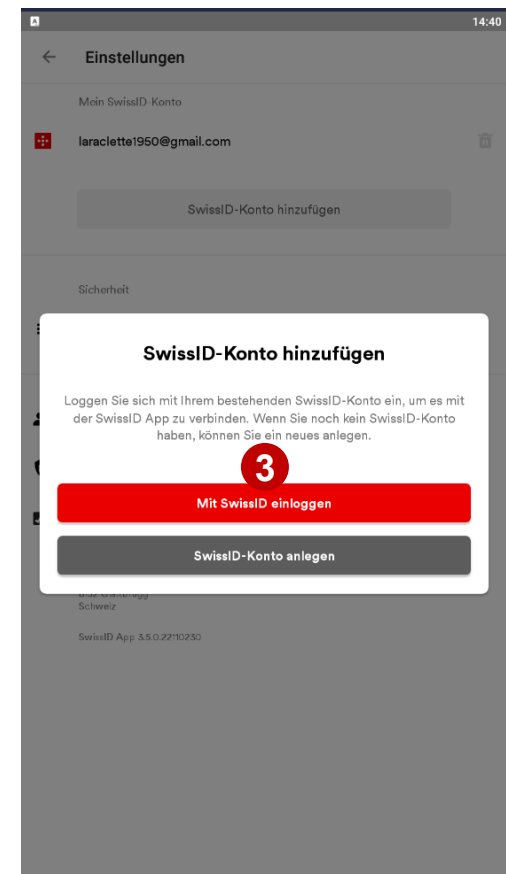 14:40
Einstellungen
Mein SwissID-Konto
laraclette1950@gmail.com
SwissID-Konto hinzufügen
Sicherheit
SwissID-Konto hinzufügen
Loggen Sie sich mit Ihrem bestehenden SwissID-Konto ein, um es mit
der SwissID App zu verbinden. Wenn Sie noch kein SwissID-Konto
haben, können Sie ein neues anlegen.
3
Mit SwissID einloggen
SwissID-Konto anlegen
Schweiz
SwissID App 3.5.0.22110230